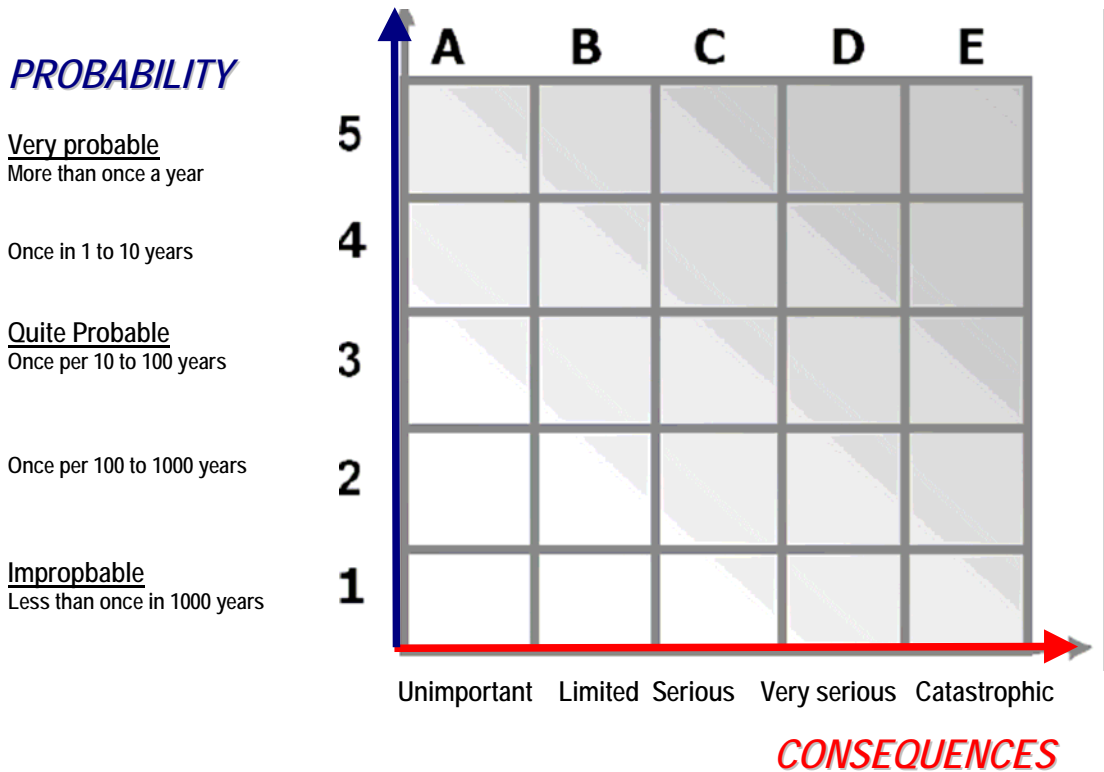 A B C D E
PROBABILITY
5
Very probable
More than once a year
4
Once in 1 to 10 years
Quite Probable
3
Once per 10 to 100 years
Once per 100 to 1000 years
2
Impropbable
1
Less than once in 1000 years
Unimportant Limited Serious Very serious Catastrophic
CONSEQUENCES